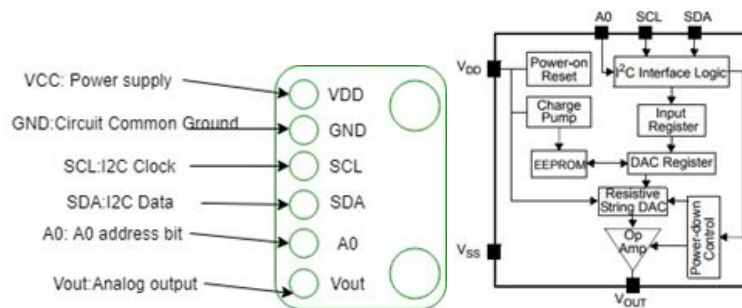 VCC: Power supply
GND:Circuit Common Ground
SCL:I2C Clock
SDA:I2C Data
A0: A0 address bit
Vout:Analog output
VDD
GND
SCL
SDA
A0
Vout
A0 SCL SDA
VDD
Power-on
Reset
I²C Interface Logic
Charge
Pump
Input
Register
EEPROM
DAC Register
Resistive
String DAC
Power-down
Control
VSS
Op
Amp
VOUT